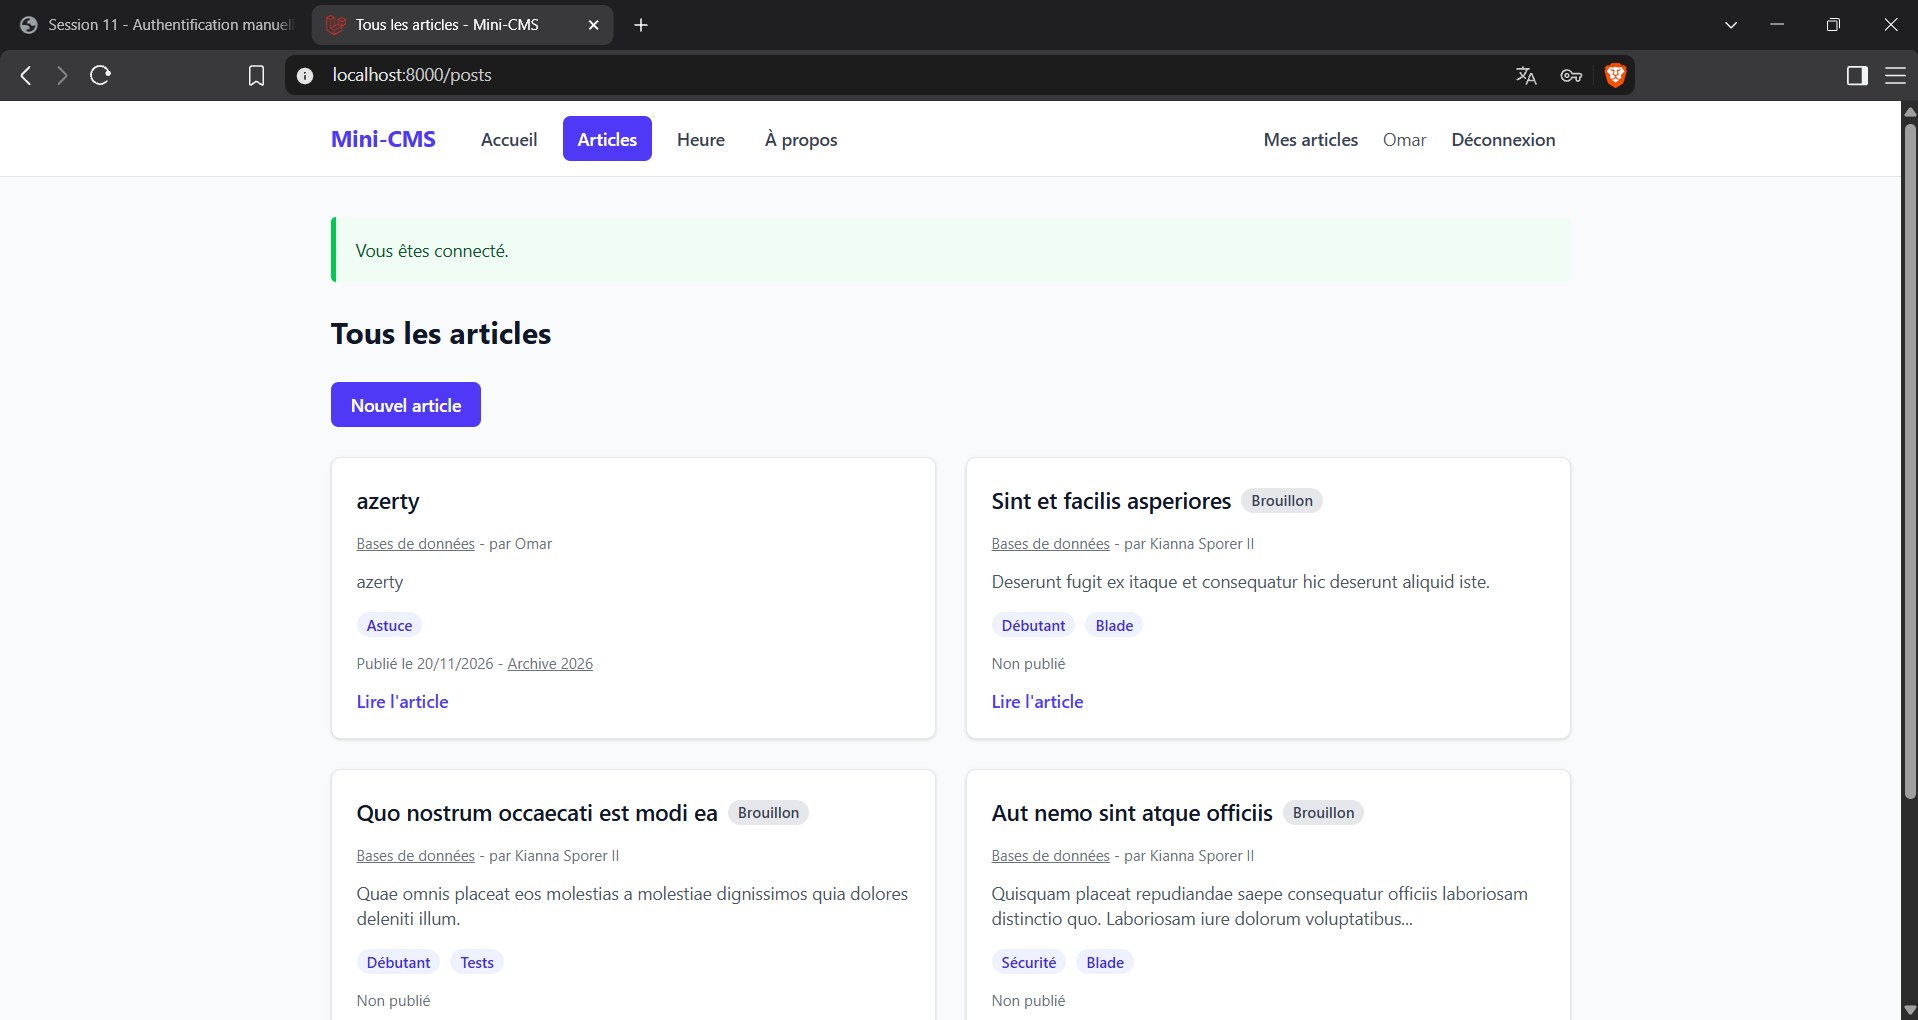 Session 11 - Authentification manuell
Tous les articles - Mini-CMS
localhost:8000/posts
Mini-CMS Accueil Articles Heure À propos Mes articles Omar Déconnexion
Vous êtes connecté.
Tous les articles
Nouvel article
azerty
Bases de données - par Omar
azerty
Astuce
Publié le 20/11/2026 - Archive 2026
Lire l'article
Sint et facilis asperiores Brouillon
Bases de données - par Kianna Sporer II
Deserunt fugit ex itaque et consequatur hic deserunt aliquid iste.
Débutant Blade
Non publié
Lire l'article
Quo nostrum occaecati est modi ea Brouillon
Bases de données - par Kianna Sporer II
Quae omnis placeat eos molestias a molestiae dignissimos quia dolores
deleniti illum.
Débutant Tests
Non publié
Aut nemo sint atque officiis Brouillon
Bases de données - par Kianna Sporer II
Quisquam placeat repudiandae saepe consequatur officiis laboriosam
distinctio quo. Laboriosam iure dolorum voluptatibus...
Sécurité Blade
Non publié